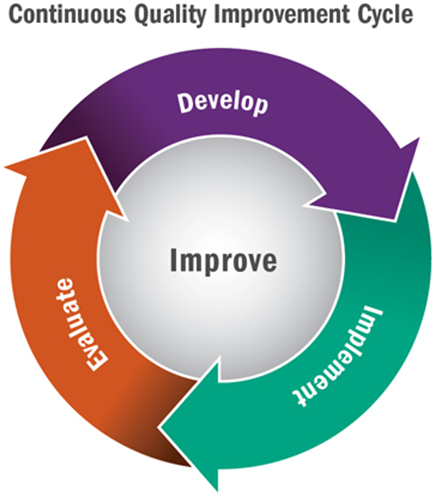 Continuous Quality Improvement Cycle
Develop
Improve
Implement
Evaluate